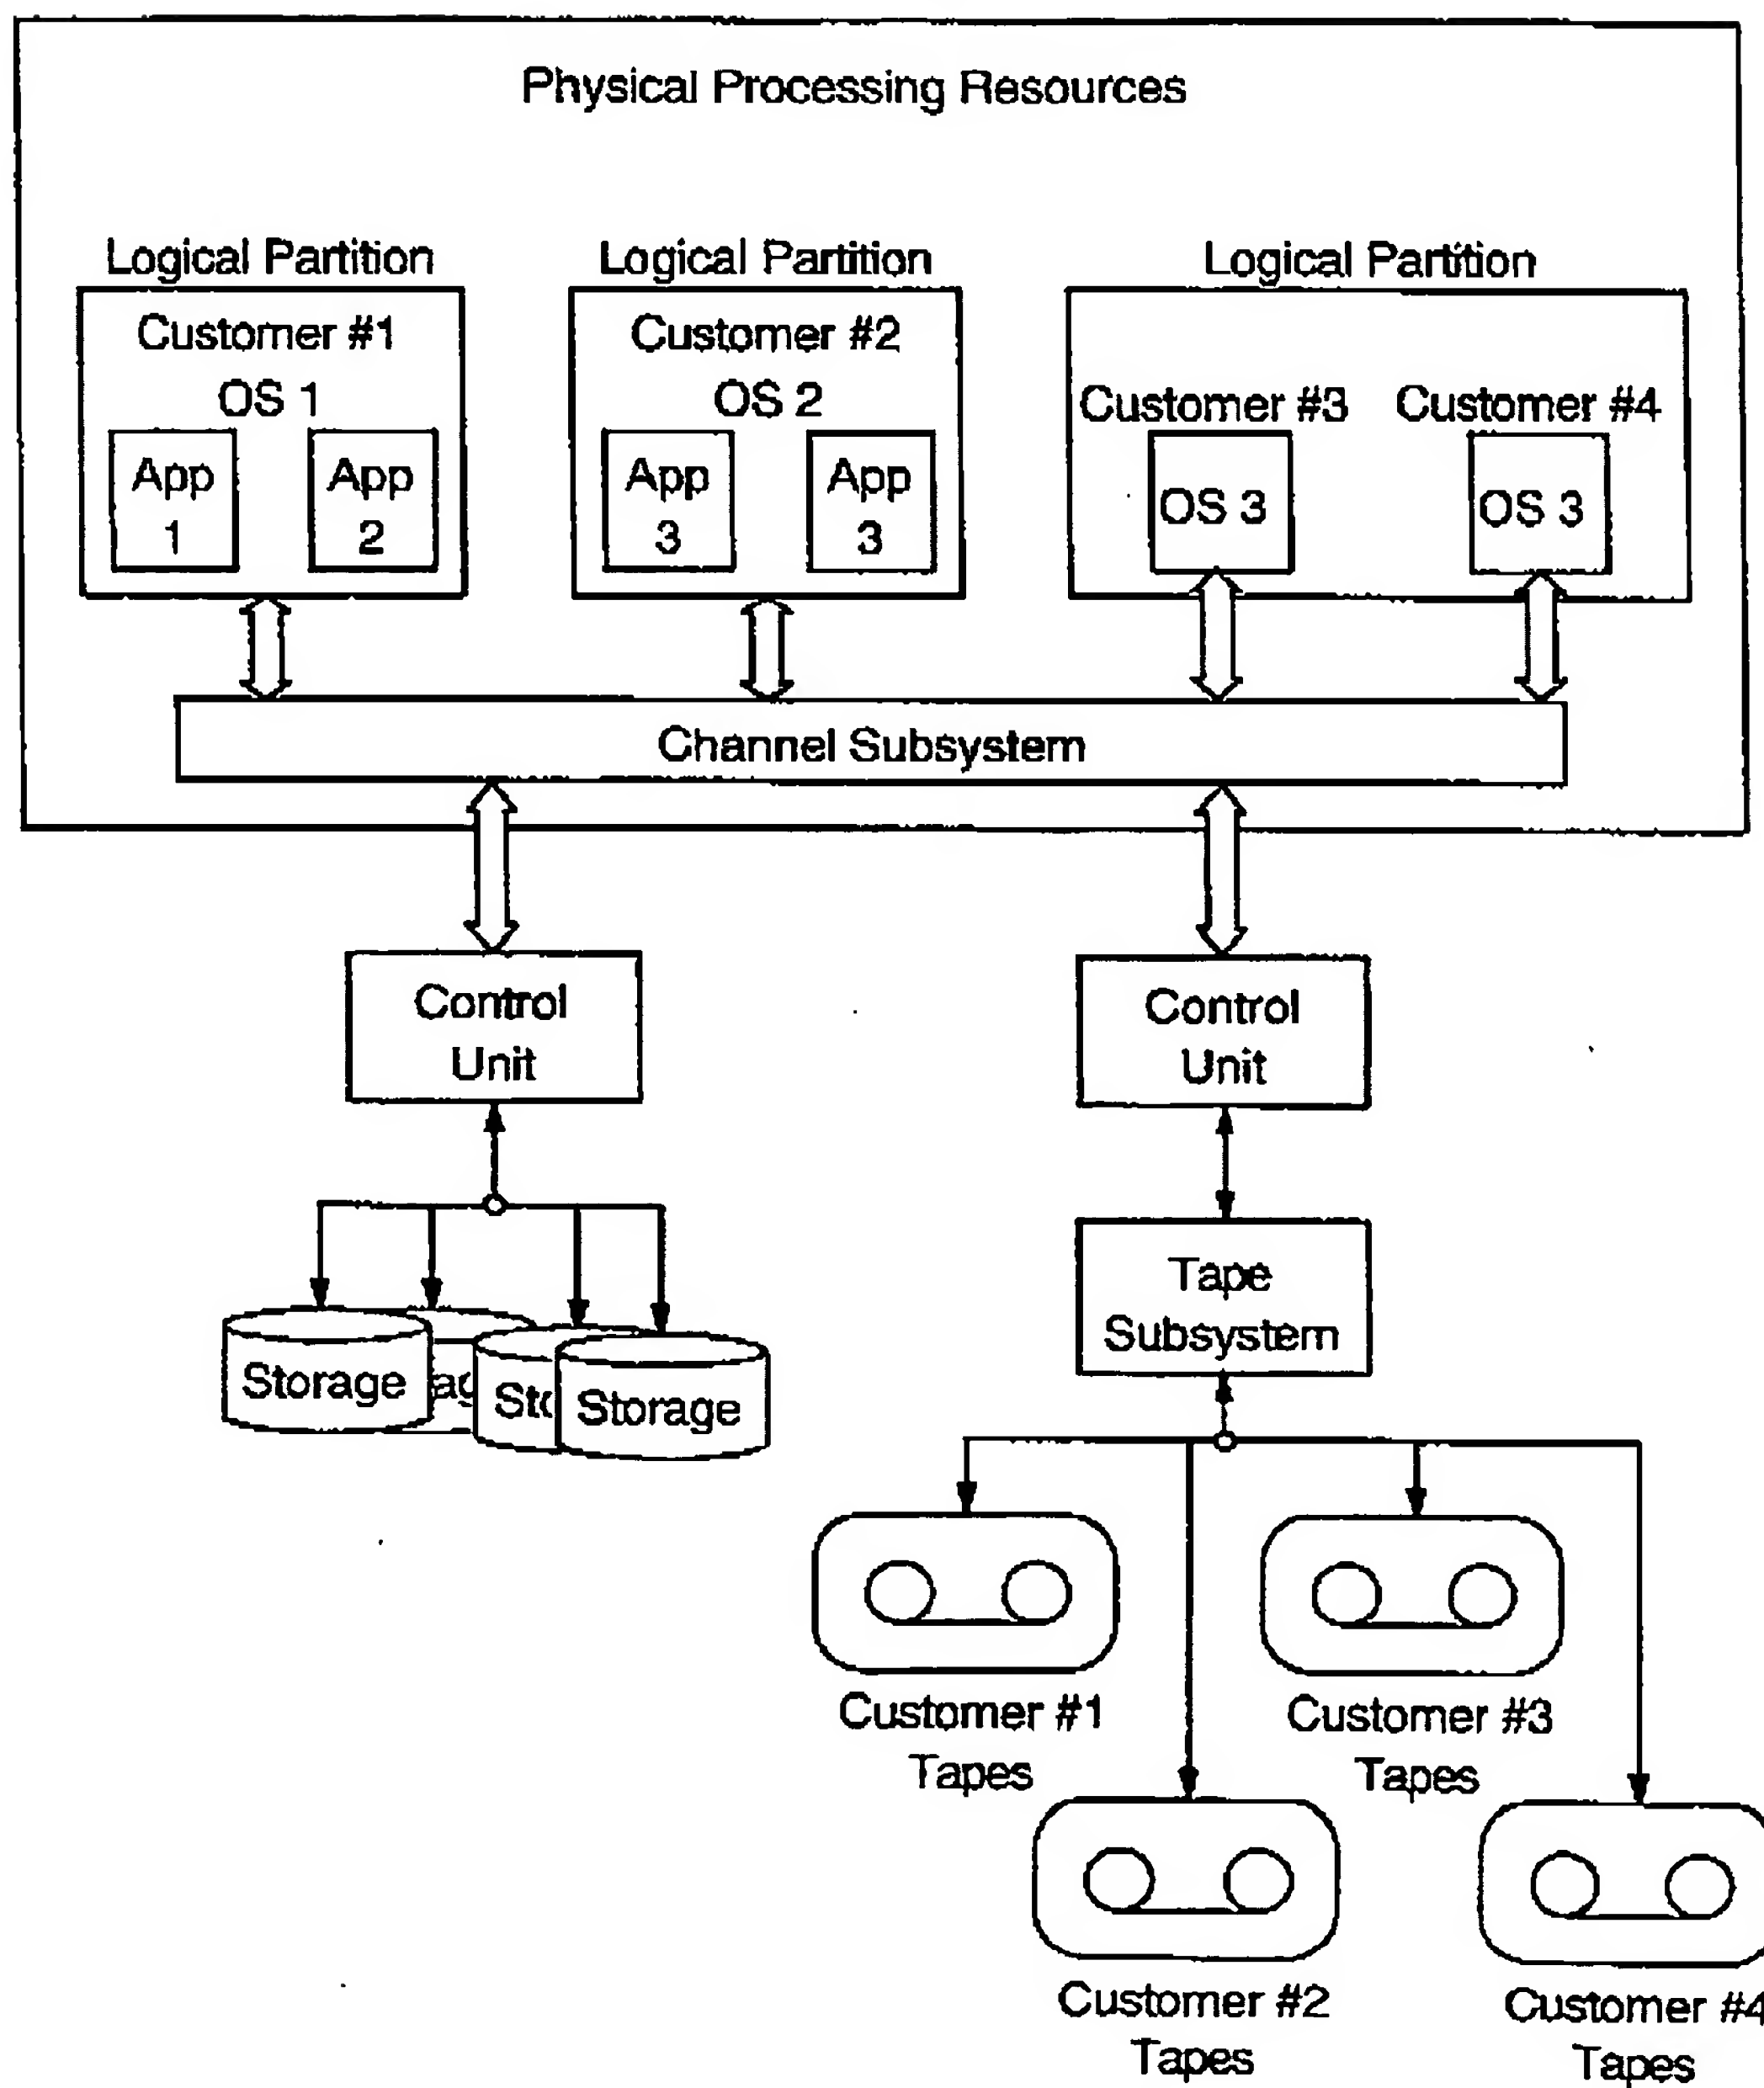 Physical Processing Resources
Logical Partition
Customer #1
OS 1
App
1
App
2
Logical Partition
Customer #2
OS 2
App
3
App
3
Logical Partition
Customer #3
OS 3
Customer #4
OS 3
Channel Subsystem
Control
Unit
Storage
Storage
Control
Unit
Tape
Subsystem
Customer #1
Tapes
Customer #3
Tapes
Customer #2
Tapes
Customer #4
Tapes